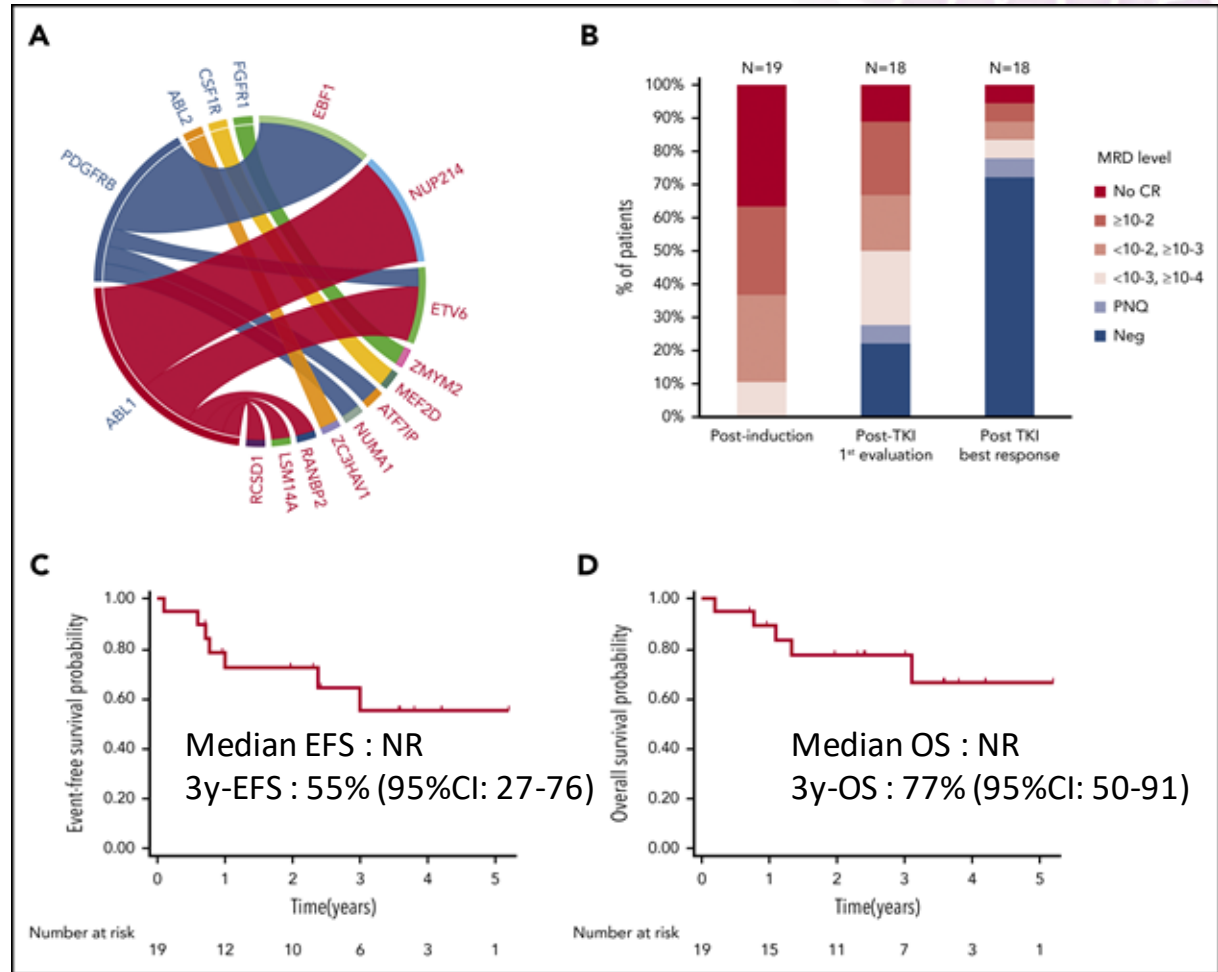 A
ABL2
CSF1R
FGFR1
EBF1
PDGFRB
NUP214
ETV6
ZMYM2
MEF2D
ATF7IP
NUMA1
ZC3HAV1
RANBP2
LSM14A
RCSD1
ABL1
B
N=19 N=18 N=18
100%
90%
80%
70%
60%
50%
40%
30%
20%
10%
0%
% of patients
Post-induction
Post-TKI
1st evaluation
Post TKI
best response
MRD level
No CR
≥10-2
<10-2, ≥10-3
<10-3, ≥10-4
PNQ
Neg
C
Event-free survival probability
1.00
0.80
0.60
0.40
0.20
0.00
Median EFS : NR
3y-EFS : 55% (95%CI: 27-76)
0 1 2 3 4 5
Time(years)
Number at risk
19 12 10 6 3 1
D
Overall survival probability
1.00
0.80
0.60
0.40
0.20
0.00
Median OS : NR
3y-OS : 77% (95%CI: 50-91)
0 1 2 3 4 5
Time(years)
Number at risk
19 15 11 7 3 1